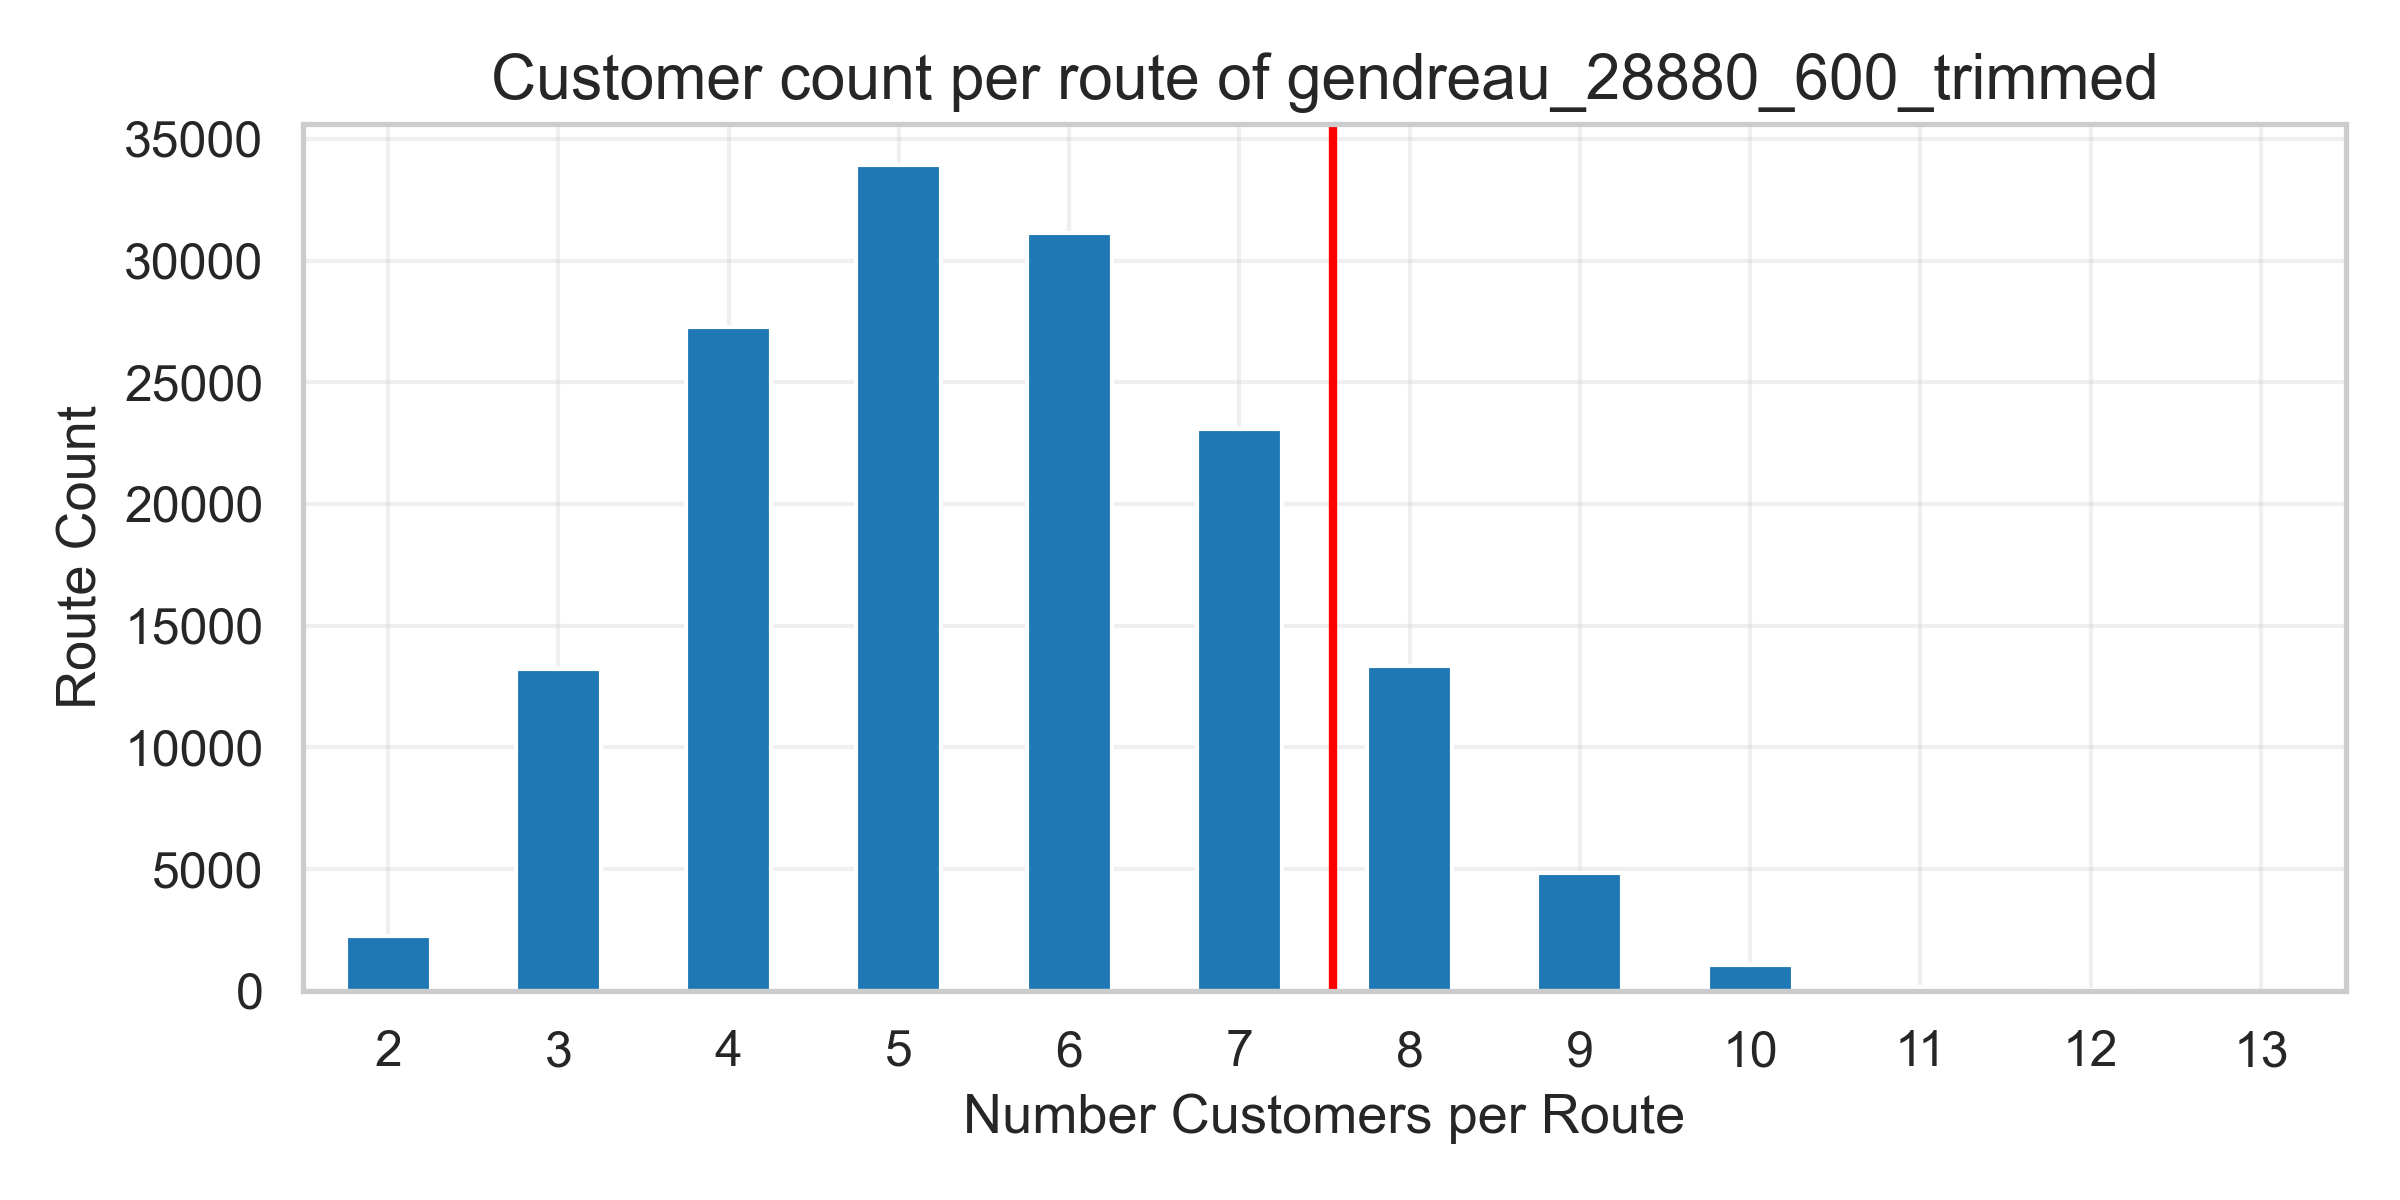 Customer count per route of gendreau_28880_600_trimmed
35000
30000
25000
20000
15000
10000
5000
0
Route Count
2 3 4 5 6 7 8 9 10 11 12 13
Number Customers per Route